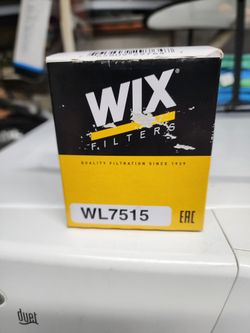 WIX®
FILTERS
QUALITY FILTRATION SINCE 1939
WL7515
EAC
duet